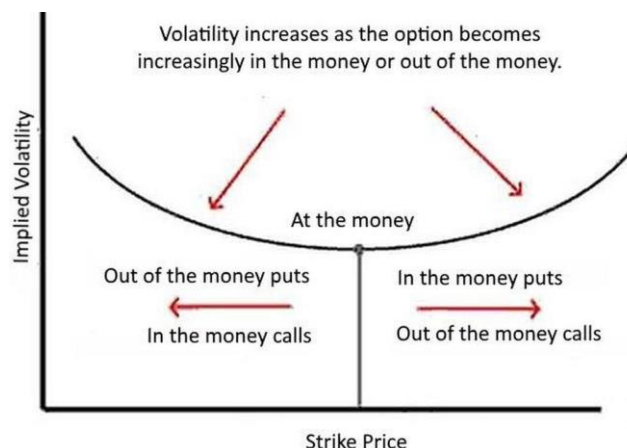 Volatility increases as the option becomes
increasingly in the money or out of the money.
Implied Volatility
At the money
Out of the money puts
In the money puts
In the money calls
Out of the money calls
Strike Price